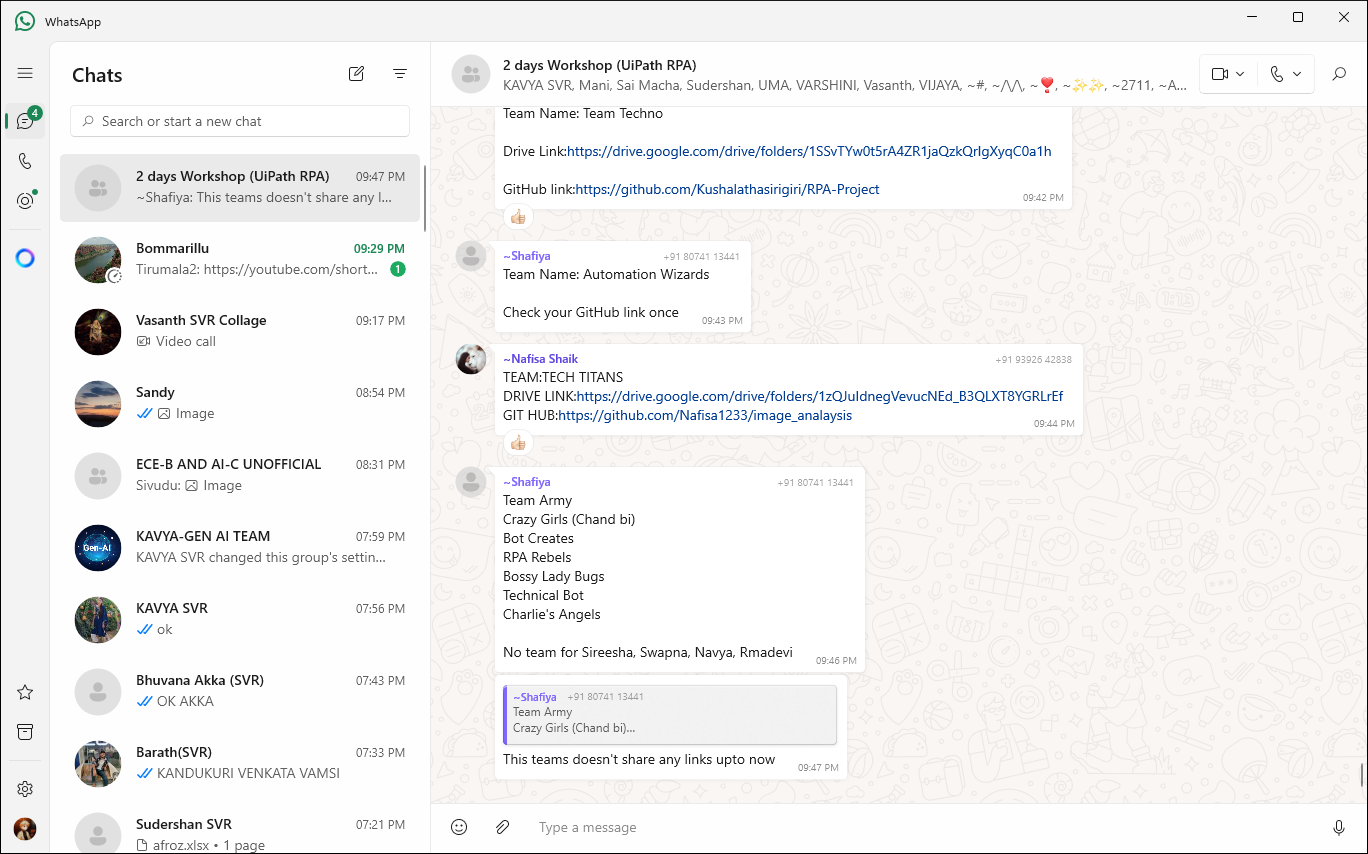 WhatsApp
Chats
4
Search or start a new chat
2 days Workshop (UiPath RPA) 09:47 PM
~Shafiya: This teams doesn't share any l...
Bommarillu 09:29 PM
Tirumala2: https://youtube.com/short... 1
Vasanth SVR Collage 09:17 PM
Video call
Sandy 08:54 PM
Image
ECE-B AND AI-C UNOFFICIAL 08:31 PM
Sivudu: Image
Gen-AI
KAVYA-GEN AI TEAM 07:59 PM
KAVYA SVR changed this group's settin...
KAVYA SVR 07:56 PM
ok
Bhuvana Akka (SVR) 07:43 PM
OK AKKA
Barath(SVR) 07:33 PM
KANDUKURI VENKATA VAMSI
Sudershan SVR 07:21 PM
afroz.xlsx • 1 page
2 days Workshop (UiPath RPA)
KAVYA SVR, Mani, Sai Macha, Sudershan, UMA, VARSHINI, Vasanth, VIJAYA, ~#, ~/\/\, ~❣️, ~✨✨, ~2711, ~A...
Team Name: Team Techno
Drive Link:https://drive.google.com/drive/folders/1SSvTYw0t5rA4ZR1jaQzkQrIgXyqC0a1h
GitHub link:https://github.com/Kushalathasirigiri/RPA-Project
09:42 PM
~Shafiya +91 80741 13441
Team Name: Automation Wizards
Check your GitHub link once
09:43 PM
~Nafisa Shaik +91 93926 42838
TEAM:TECH TITANS
DRIVE LINK:https://drive.google.com/drive/folders/1zQJuIdnegVevucNEd_B3QLXT8YGRLrEf
GIT HUB:https://github.com/Nafisa1233/image_analaysis
09:44 PM
~Shafiya +91 80741 13441
Team Army
Crazy Girls (Chand bi)
Bot Creates
RPA Rebels
Bossy Lady Bugs
Technical Bot
Charlie's Angels
No team for Sireesha, Swapna, Navya, Rmadevi
09:46 PM
~Shafiya +91 80741 13441
Team Army
Crazy Girls (Chand bi)...
This teams doesn't share any links upto now
09:47 PM
Type a message